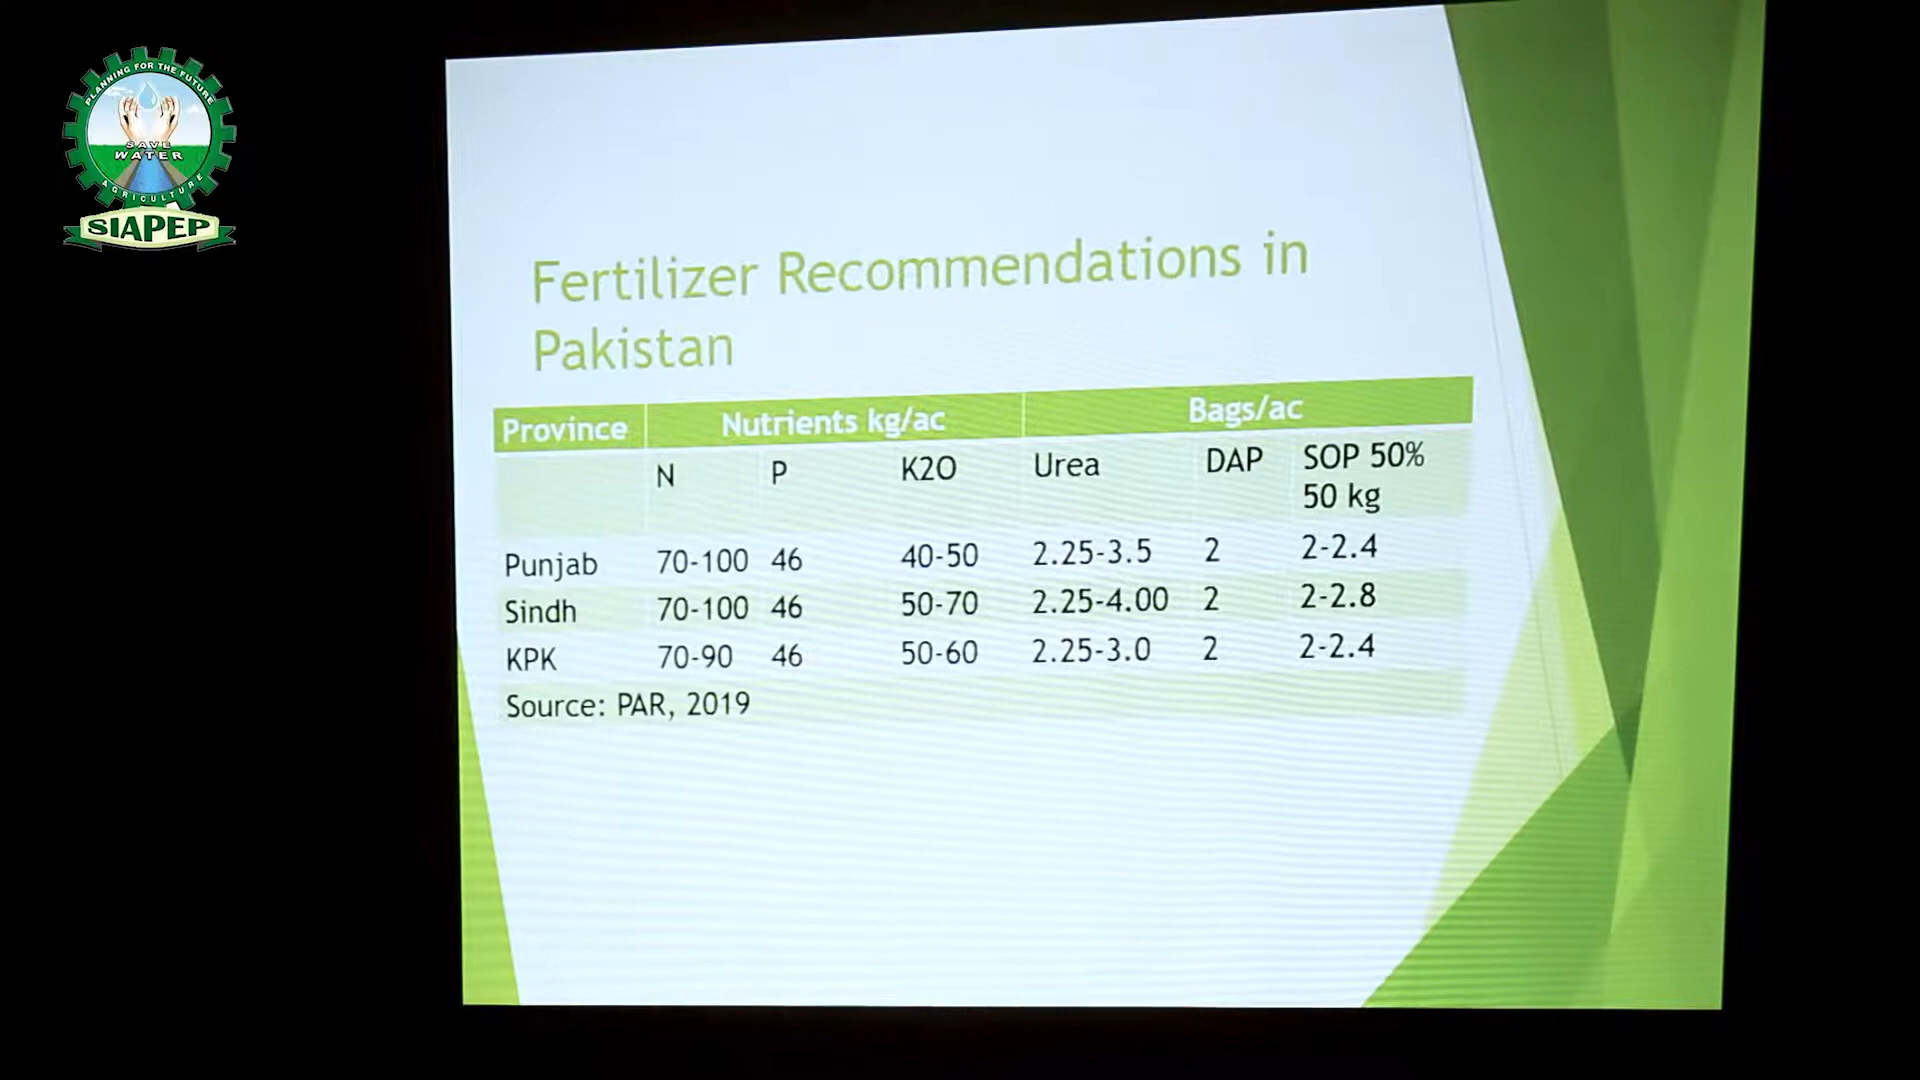 PLANNING FOR THE FUTURE
SAVE
WATER
AGRICULTURE
SIAPEP
Fertilizer Recommendations in
Pakistan
Province Nutrients kg/ac Bags/ac
N P K2O Urea DAP SOP 50%
50 kg
Punjab 70-100 46 40-50 2.25-3.5 2 2-2.4
Sindh 70-100 46 50-70 2.25-4.00 2 2-2.8
KPK 70-90 46 50-60 2.25-3.0 2 2-2.4
Source: PAR, 2019